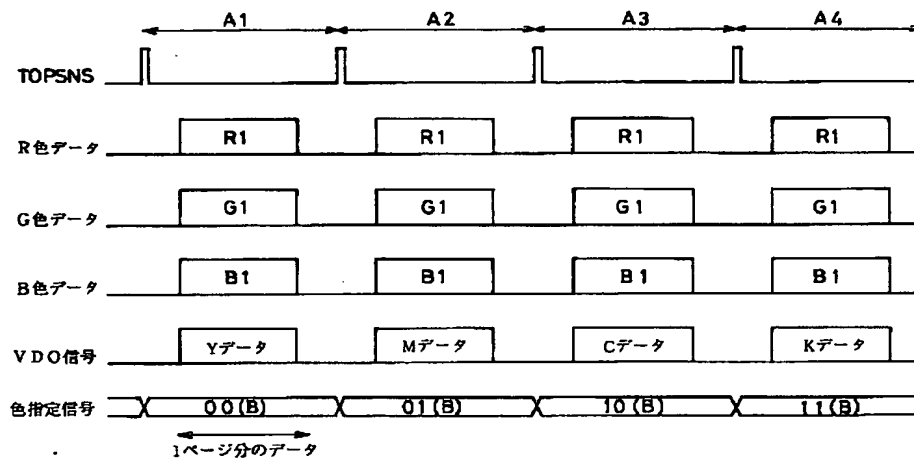 A1 A2 A3 A4
TOPSNS
R色データ R1 R1 R1 R1
G色データ G1 G1 G1 G1
B色データ B1 B1 B1 B1
VDO信号 Yデータ Mデータ Cデータ Kデータ
色指定信号 00(B) 01(B) 10(B) 11(B)
1ページ分のデータ